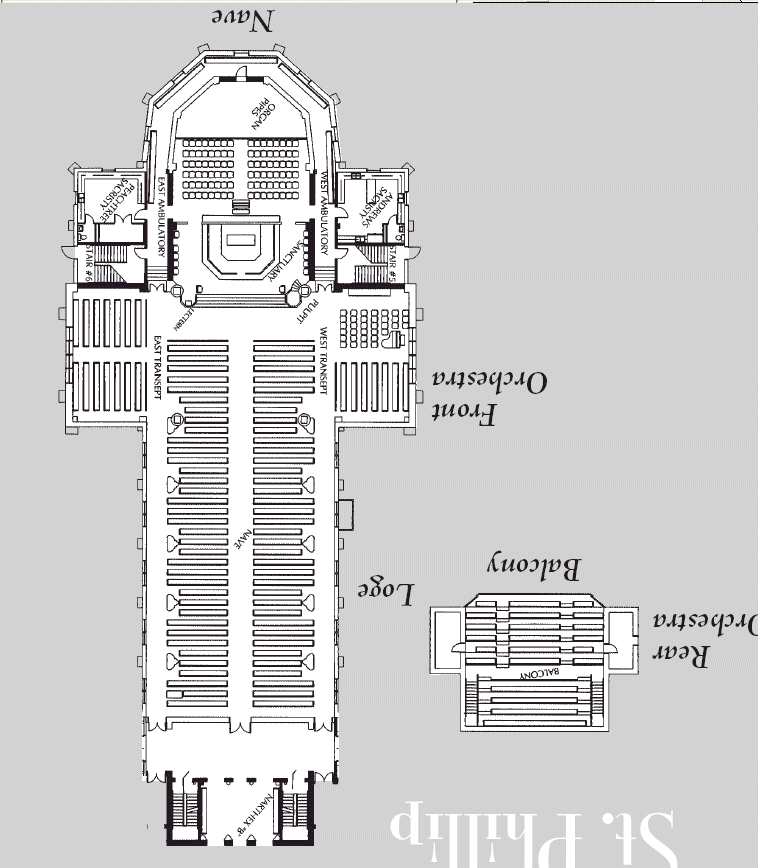 Nave
ORGAN
PIPES
EAST AMBULATORY
WEST AMBULATORY
PEACHTREE
SACRISTY
ANDREWS
SACRISTY
STAIR #6
SANCTUARY
STAIR #5
LECTERN
PULPIT
EAST TRANSEPT
WEST TRANSEPT
Front
Orchestra
NAVE
Loge
Balcony
Rear
Orchestra
BALCONY
NARTHEX "B"
St. Phillip